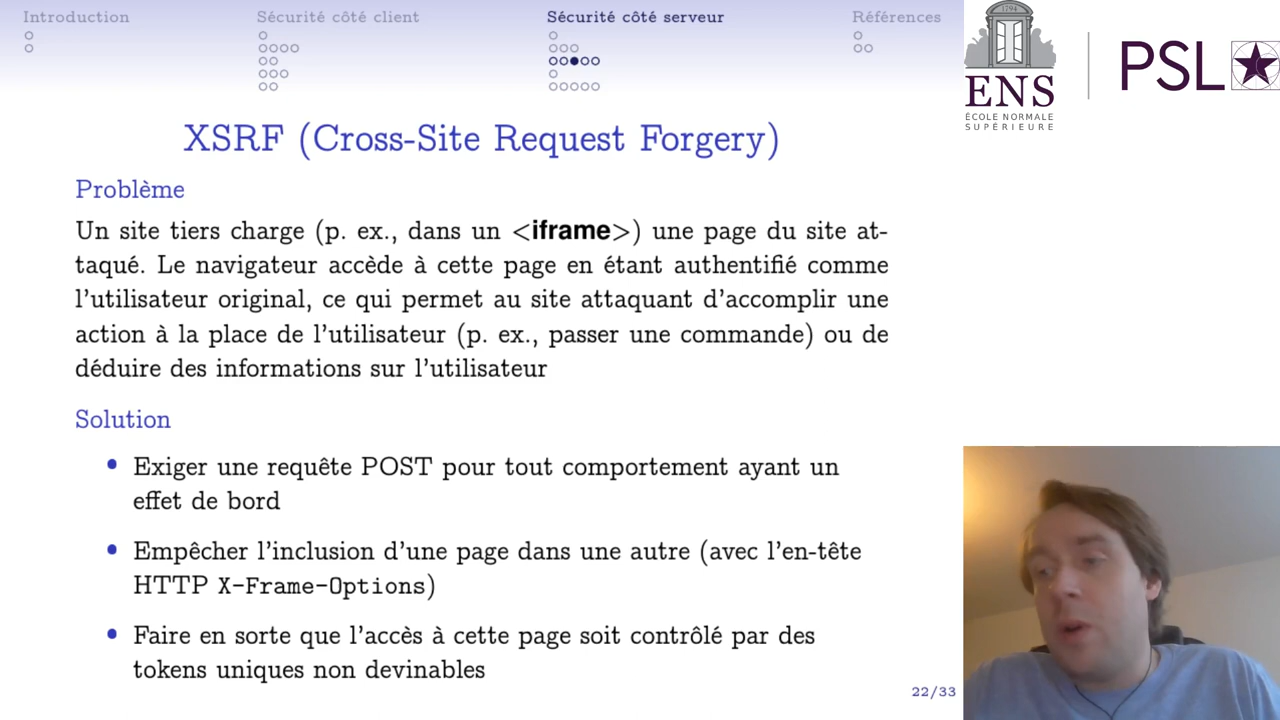 Introduction
Sécurité côté client
Sécurité côté serveur
Références
1794
ENS
ÉCOLE NORMALE
SUPÉRIEURE
PSL
XSRF (Cross-Site Request Forgery)
Problème
Un site tiers charge (p. ex., dans un <iframe>) une page du site at-
taqué. Le navigateur accède à cette page en étant authentifié comme
l'utilisateur original, ce qui permet au site attaquant d'accomplir une
action à la place de l'utilisateur (p. ex., passer une commande) ou de
déduire des informations sur l'utilisateur
Solution
Exiger une requête POST pour tout comportement ayant un
effet de bord
Empêcher l'inclusion d'une page dans une autre (avec l'en-tête
HTTP X-Frame-Options)
Faire en sorte que l'accès à cette page soit contrôlé par des
tokens uniques non devinables
22/33